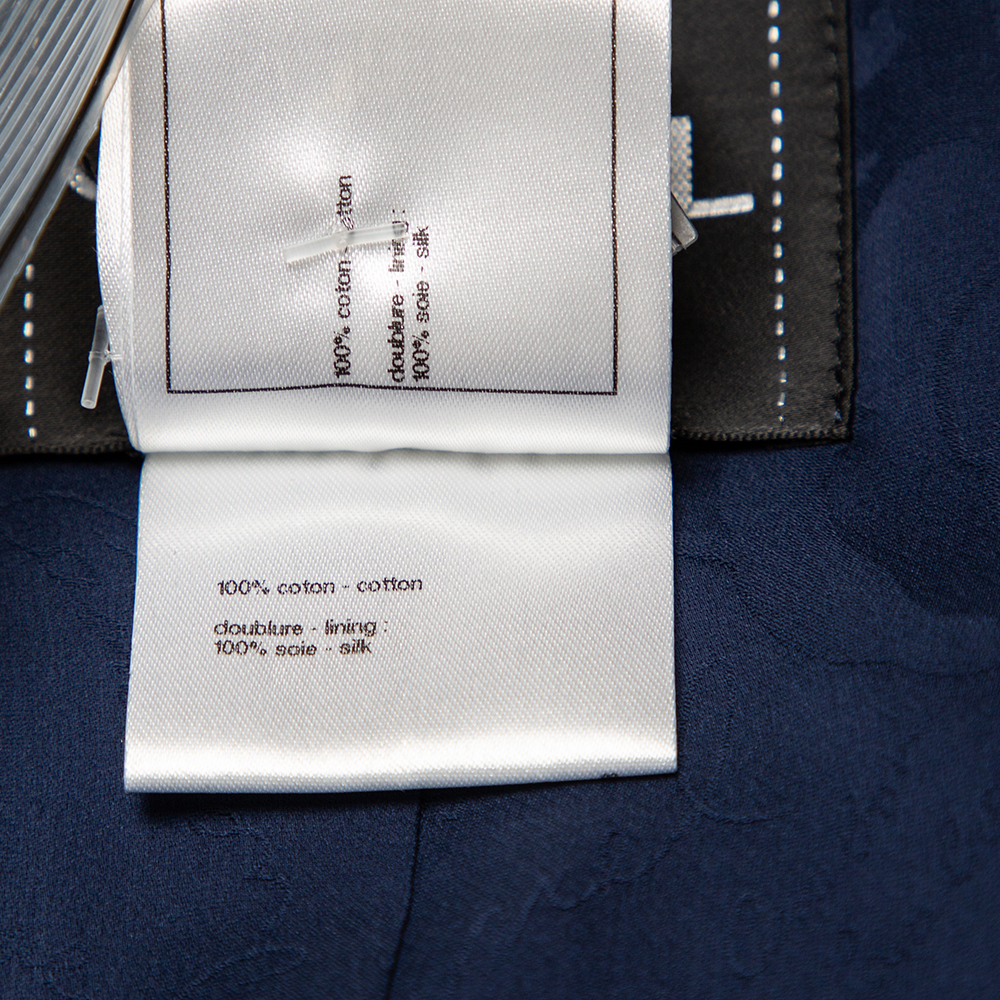 100% coton - cotton
doublure - lining :
100% soie - silk
L
100% coton - cotton
doublure - lining :
100% soie - silk